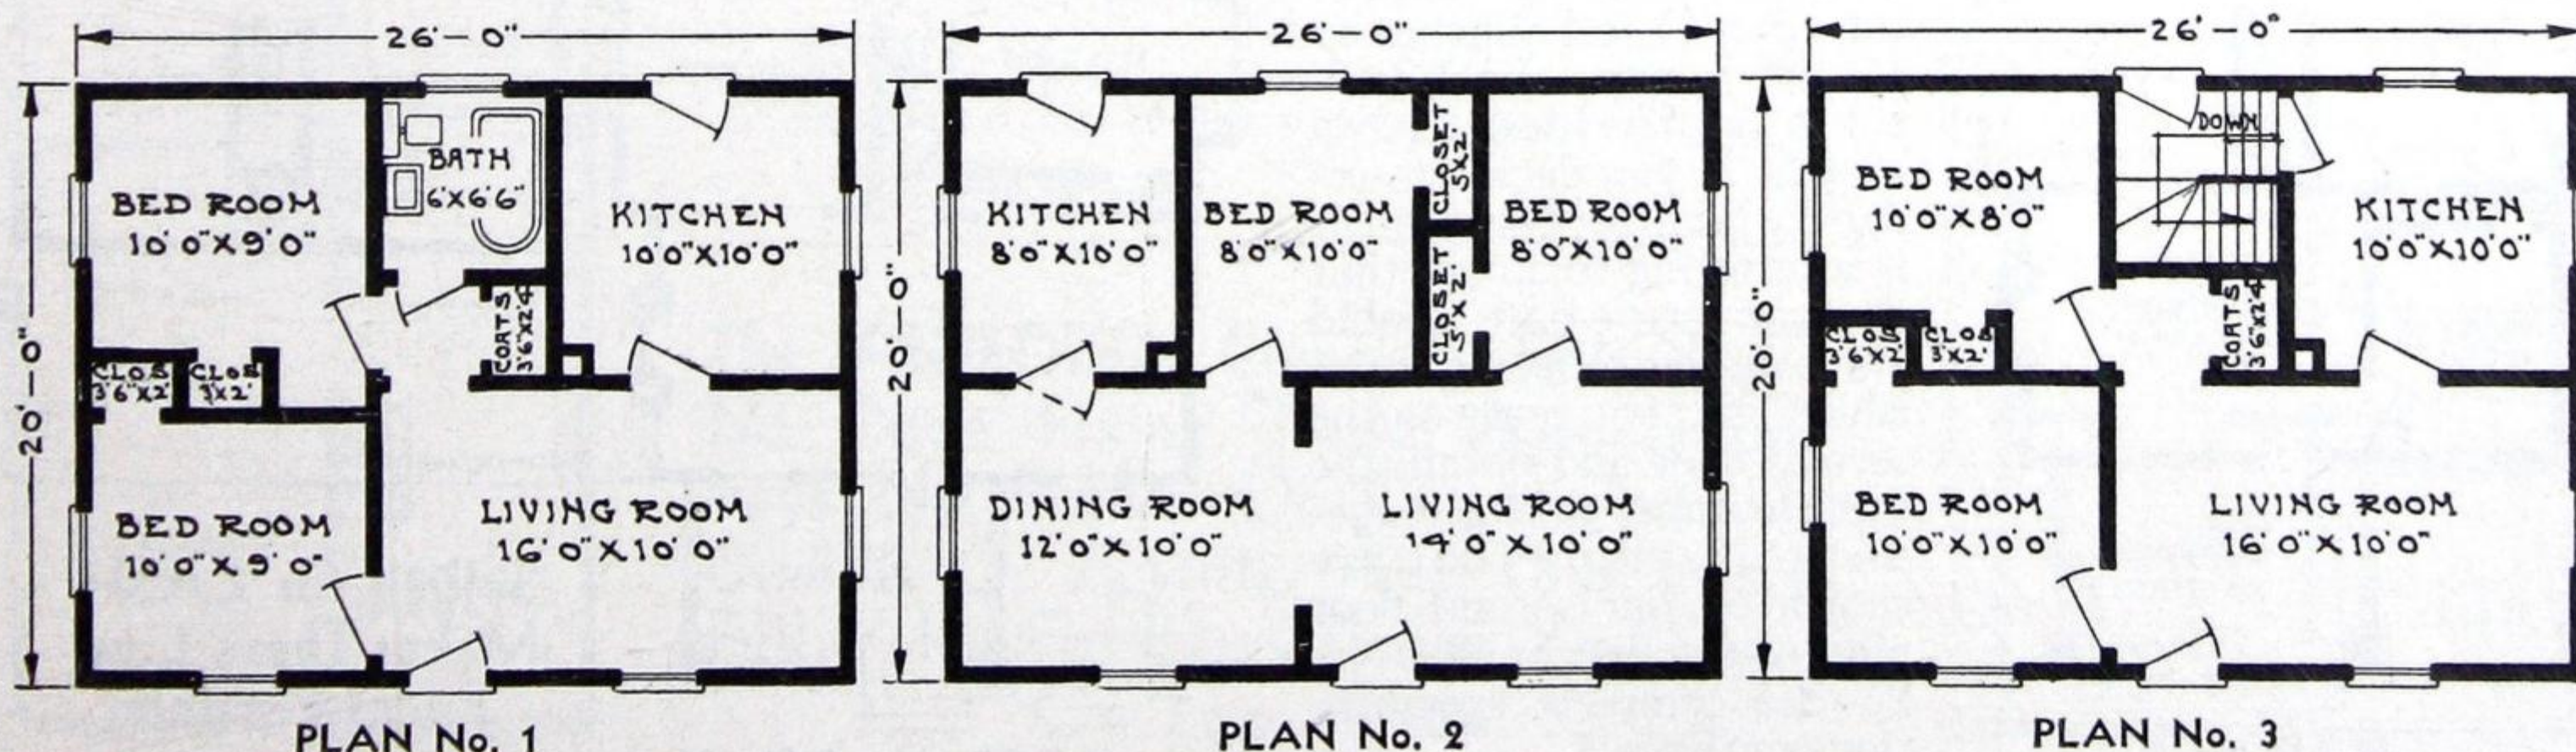 26'-0"
20'-0"
BED ROOM
10'0"X9'0"
BATH
6'X6'6"
KITCHEN
10'0"X10'0"
COATS
3'6"X2'4"
CLOS
3'6"X2'
CLOS
3'X2'
BED ROOM
10'0"X9'0"
LIVING ROOM
16'0"X10'0"
PLAN No. 1
26'-0"
20'-0"
KITCHEN
8'0"X10'0"
BED ROOM
8'0"X10'0"
CLOSET
5'X2'
CLOSET
5'X2'
BED ROOM
8'0"X10'0"
DINING ROOM
12'0"X10'0"
LIVING ROOM
14'0"X10'0"
PLAN No. 2
26'-0"
20'-0"
BED ROOM
10'0"X8'0"
DOWN
KITCHEN
10'0"X10'0"
COATS
3'6"X2'4"
CLOS
3'6"X2'
CLOS
3'X2'
BED ROOM
10'0"X10'0"
LIVING ROOM
16'0"X10'0"
PLAN No. 3